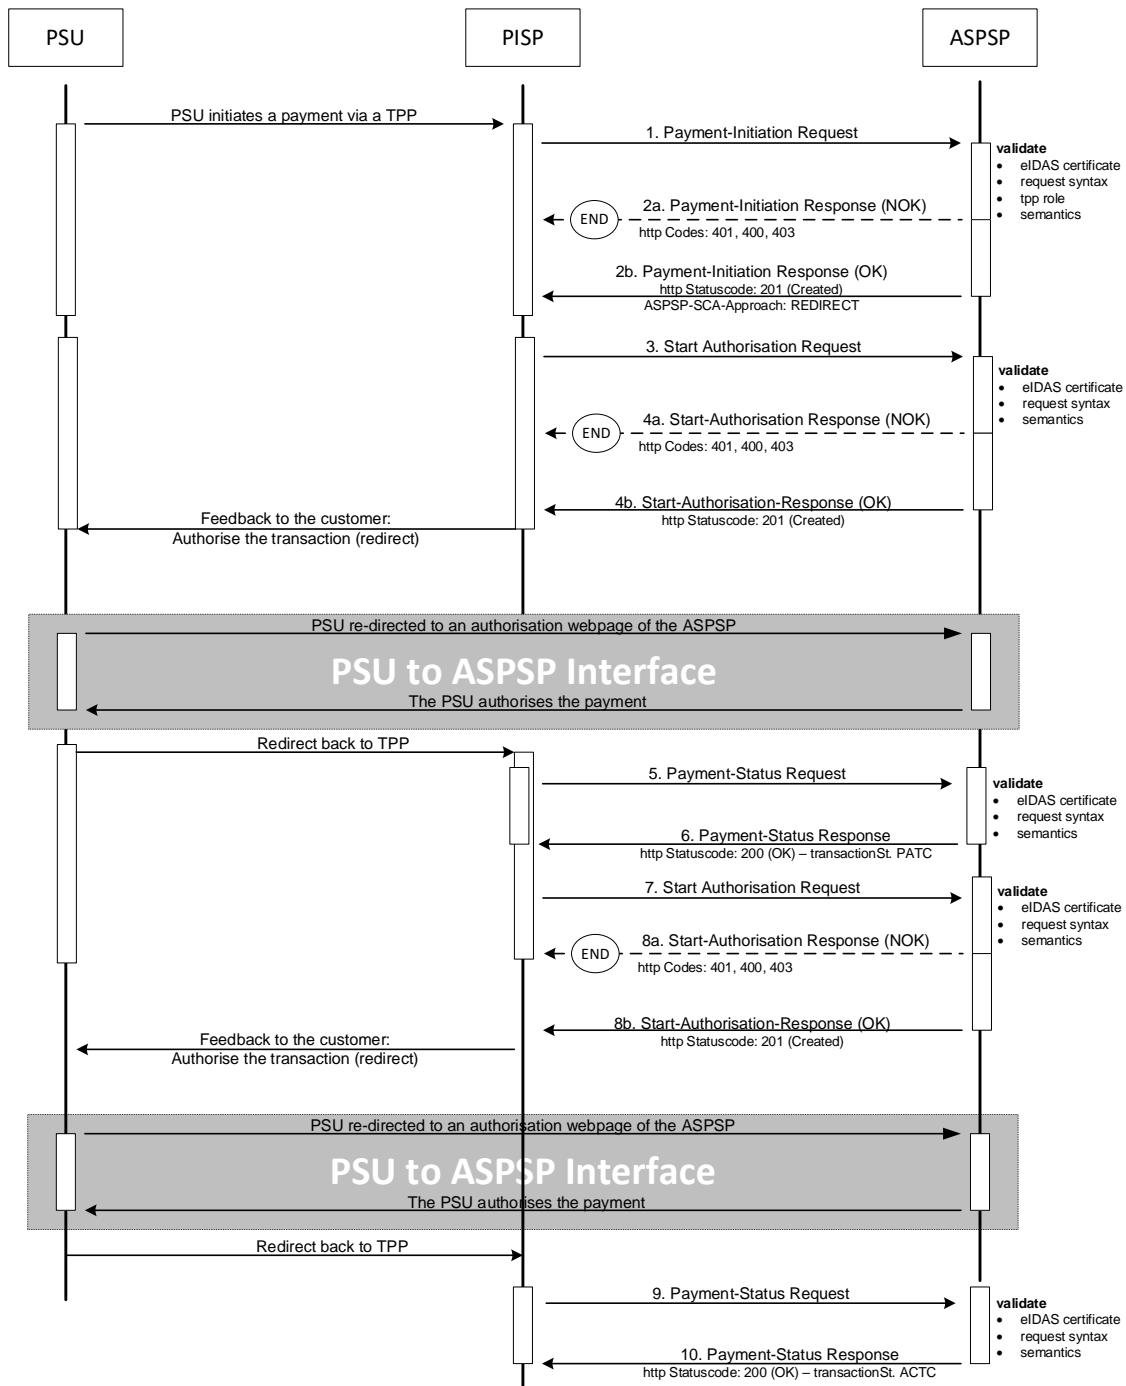 PSU
PISP
ASPSP
PSU initiates a payment via a TPP
1. Payment-Initiation Request
validate
• eIDAS certificate
• request syntax
• tpp role
• semantics
2a. Payment-Initiation Response (NOK)
END
http Codes: 401, 400, 403
2b. Payment-Initiation Response (OK)
http Statuscode: 201 (Created)
ASPSP-SCA-Approach: REDIRECT
3. Start Authorisation Request
validate
• eIDAS certificate
• request syntax
• semantics
4a. Start-Authorisation Response (NOK)
END
http Codes: 401, 400, 403
4b. Start-Authorisation-Response (OK)
http Statuscode: 201 (Created)
Feedback to the customer:
Authorise the transaction (redirect)
PSU re-directed to an authorisation webpage of the ASPSP
PSU to ASPSP Interface
The PSU authorises the payment
Redirect back to TPP
5. Payment-Status Request
validate
• eIDAS certificate
• request syntax
• semantics
6. Payment-Status Response
http Statuscode: 200 (OK) – transactionSt. PATC
7. Start Authorisation Request
validate
• eIDAS certificate
• request syntax
• semantics
8a. Start-Authorisation Response (NOK)
END
http Codes: 401, 400, 403
8b. Start-Authorisation-Response (OK)
http Statuscode: 201 (Created)
Feedback to the customer:
Authorise the transaction (redirect)
PSU re-directed to an authorisation webpage of the ASPSP
PSU to ASPSP Interface
The PSU authorises the payment
Redirect back to TPP
9. Payment-Status Request
validate
• eIDAS certificate
• request syntax
• semantics
10. Payment-Status Response
http Statuscode: 200 (OK) – transactionSt. ACTC